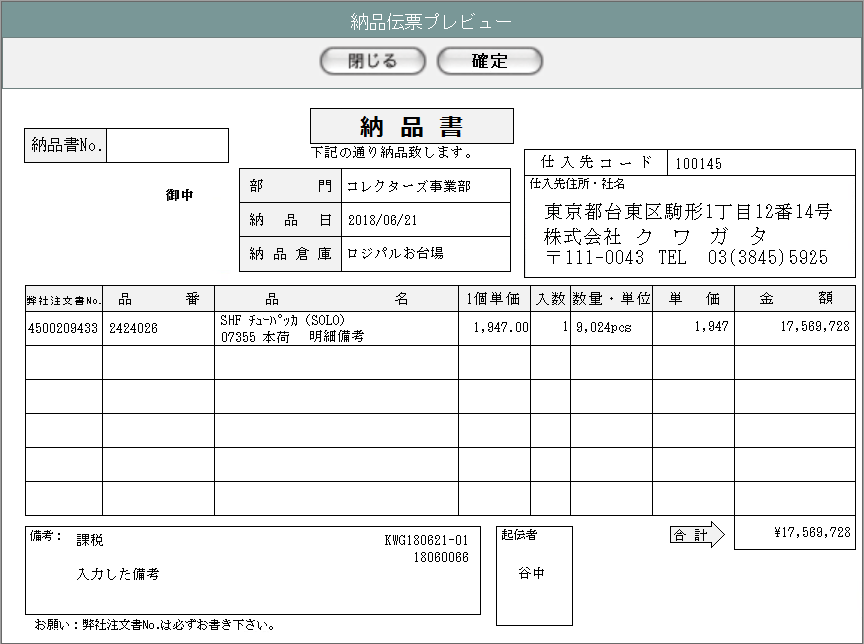 納品伝票プレビュー
閉じる 確定
納品書
下記の通り納品致します。
納品書No.
御中
部門 コレクターズ事業部
納品日 2018/06/21
納品倉庫 ロジパルお台場
仕入先コード 100145
仕入先住所・社名
東京都台東区駒形1丁目12番14号
株式会社 クワガタ
〒111-0043 TEL 03(3845)5925
弊社注文書No. 品番 品名 1個単価 入数 数量・単位 単価 金額
4500209433 2424026 SHF ﾁｭｰﾊﾞｯｶ (SOLO) 1,947.00 1 9,024pcs 1,947 17,569,728
07355 本荷 明細備考
合計 ¥17,569,728
備考: 課税 KWG180621-01
18060066
入力した備考
起伝者
谷中
お願い：弊社注文書No.は必ずお書き下さい。